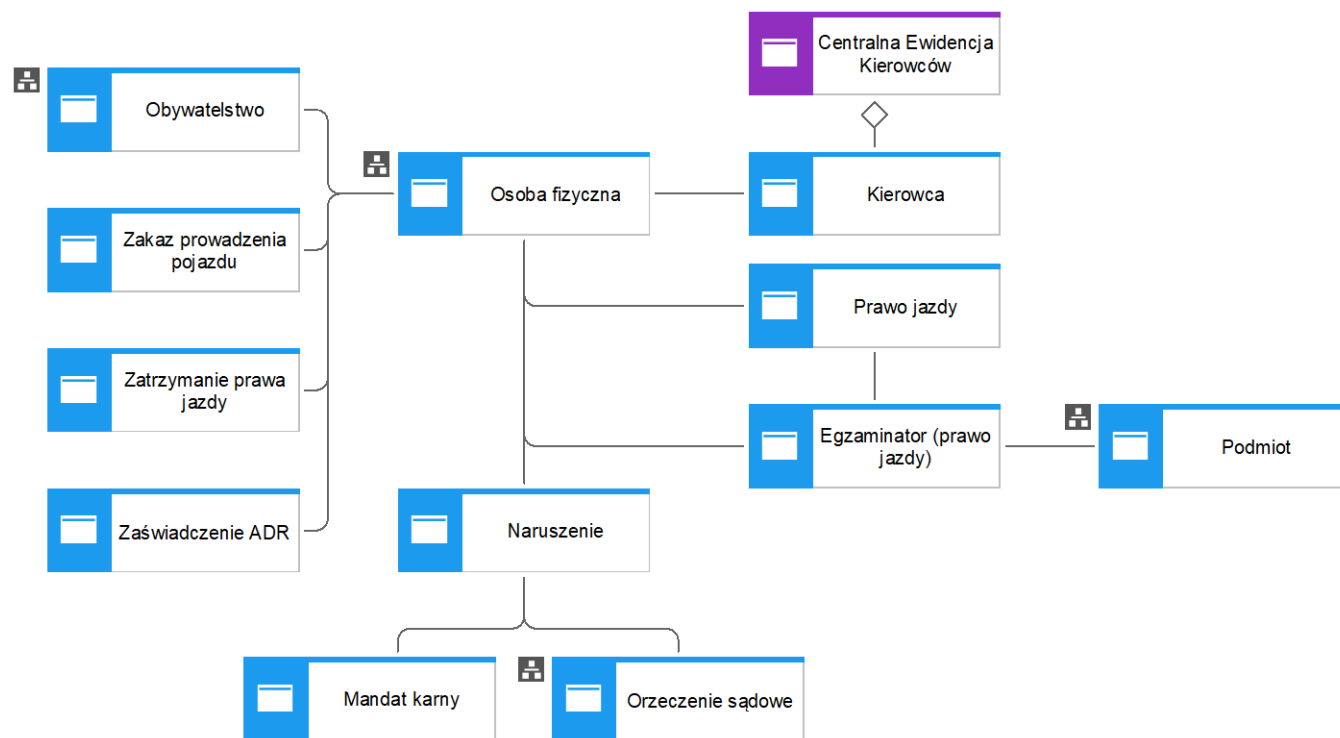 Centralna Ewidencja
Kierowców
Obywatelstwo
Osoba fizyczna
Kierowca
Zakaz prowadzenia
pojazdu
Prawo jazdy
Zatrzymanie prawa
jazdy
Egzaminator (prawo
jazdy)
Podmiot
Zaświadczenie ADR
Naruszenie
Mandat karny
Orzeczenie sądowe